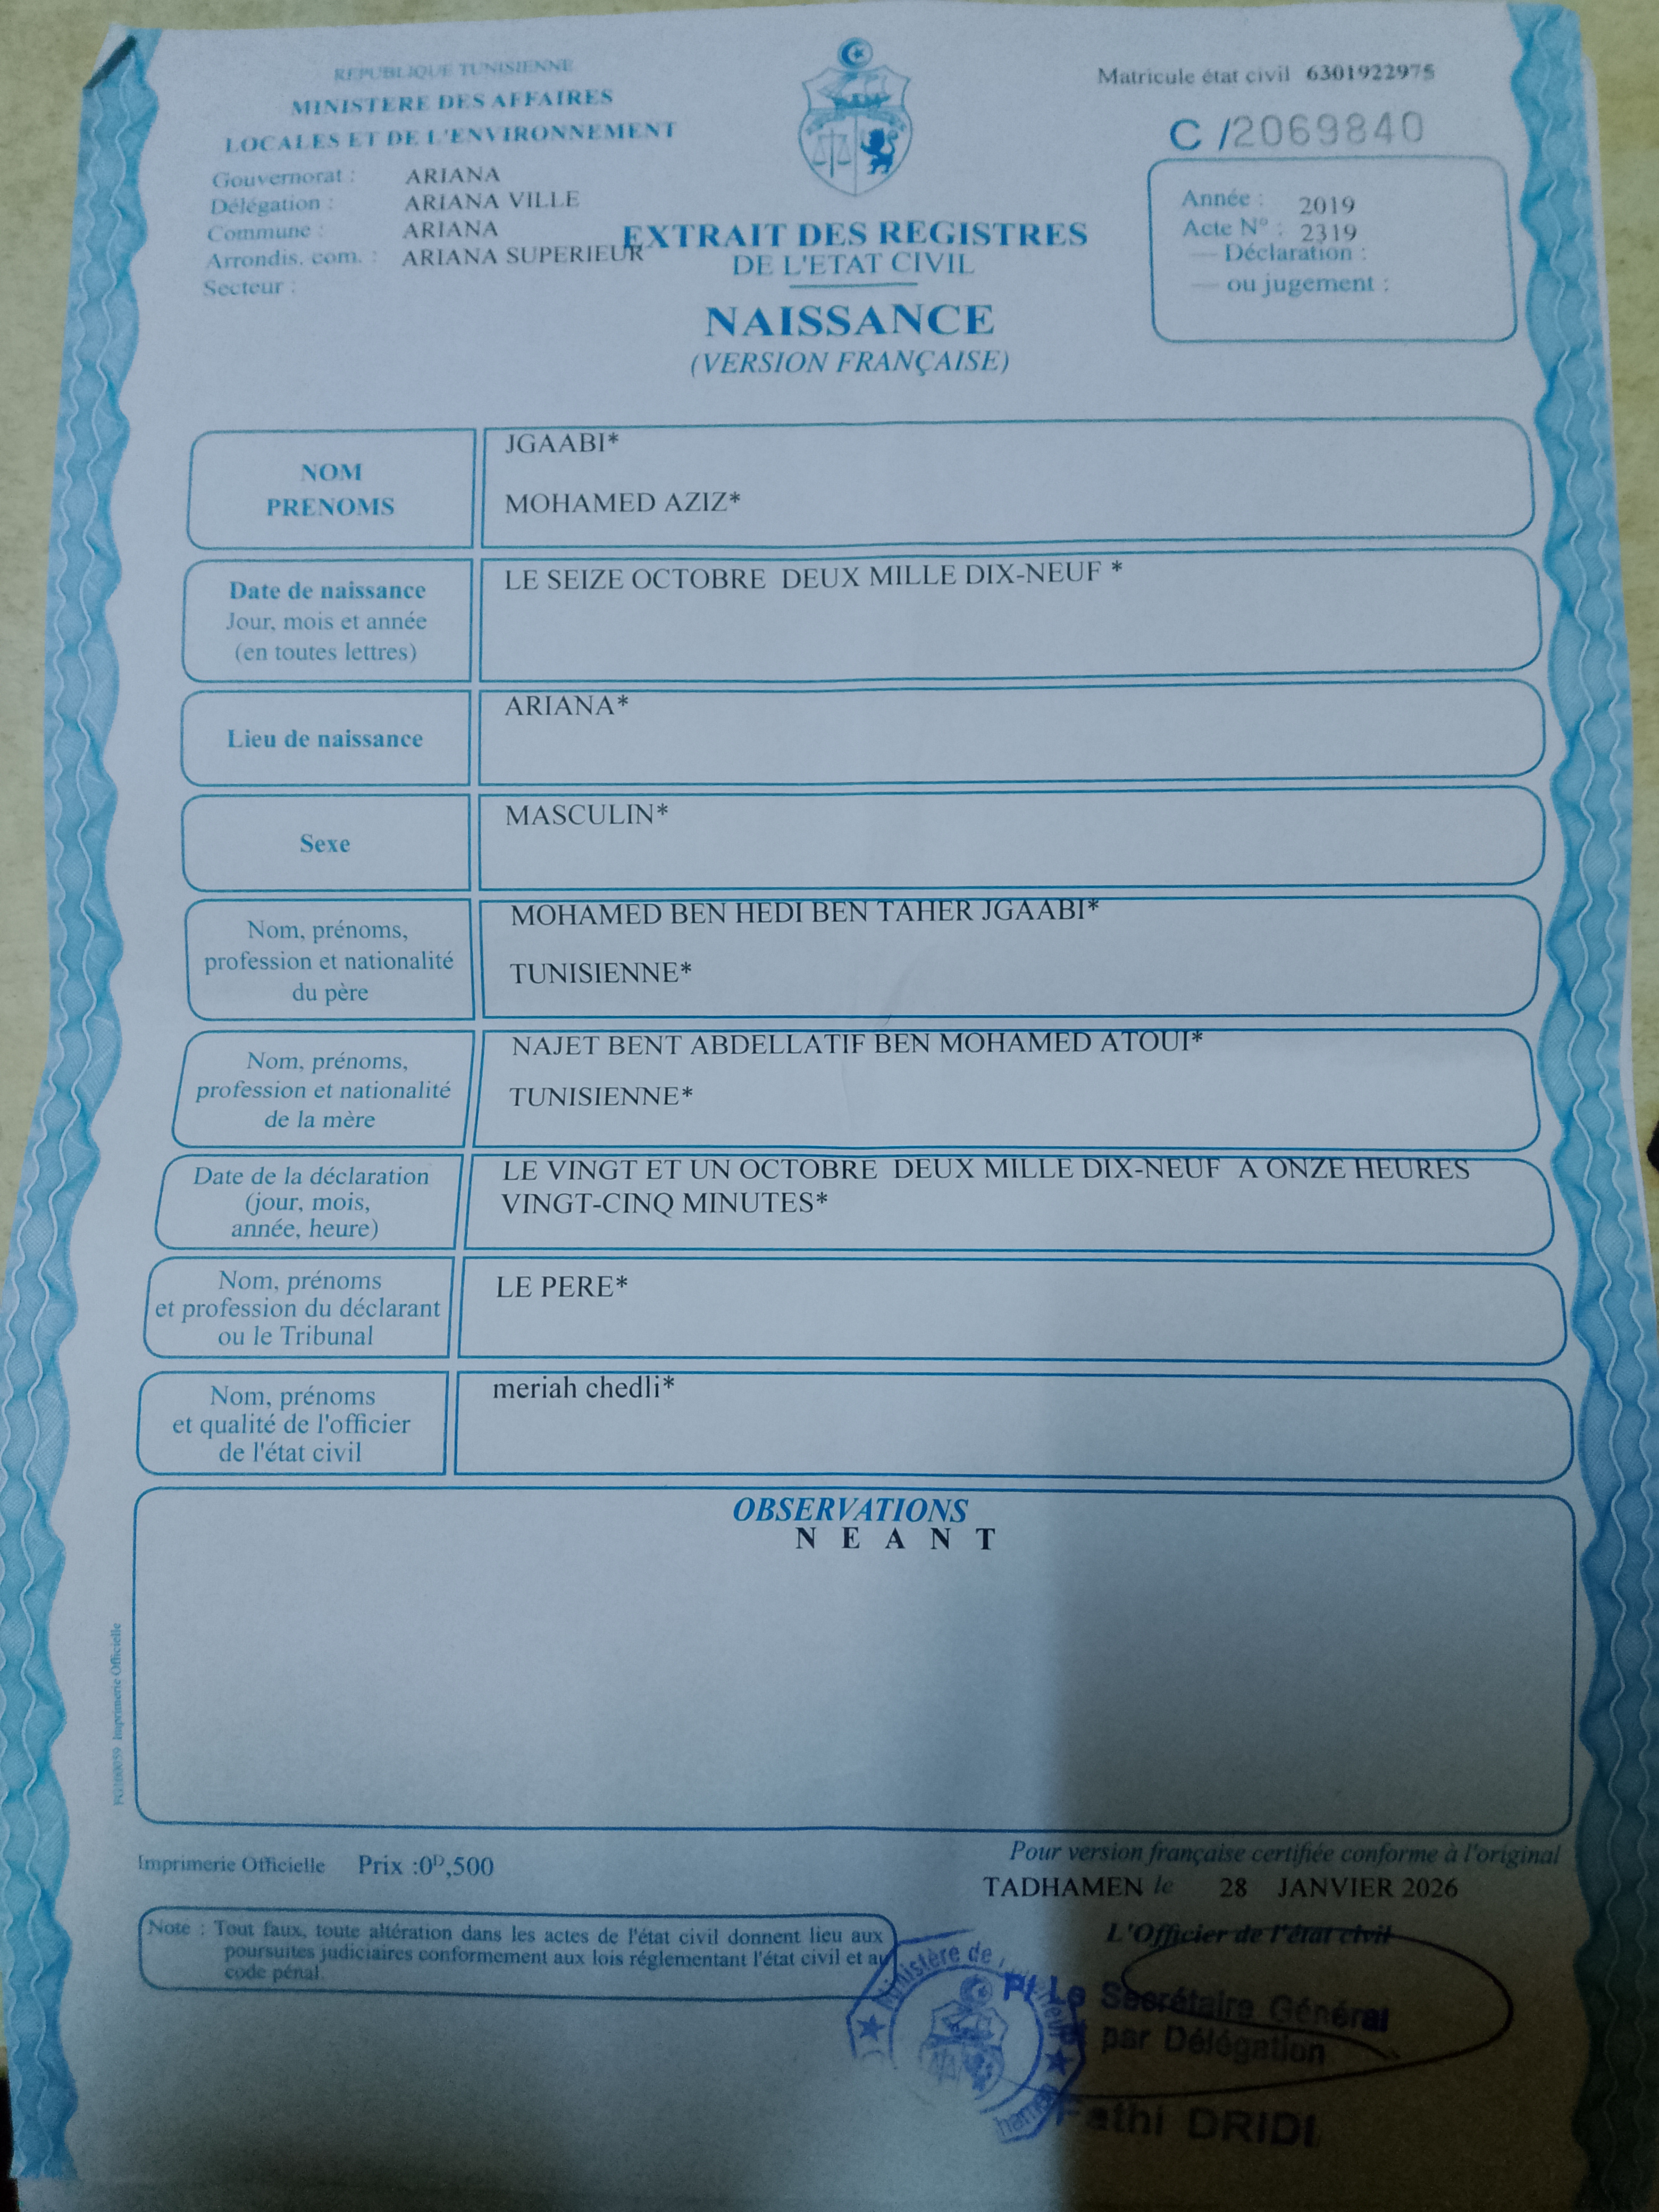 REPUBLIQUE TUNISIENNE
MINISTERE DES AFFAIRES
LOCALES ET DE L'ENVIRONNEMENT
Gouvernorat : ARIANA
Délégation : ARIANA VILLE
Commune : ARIANA
Arrondis. com. : ARIANA SUPERIEUR
Secteur :
Matricule état civil 6301922975
C /2069840
Année : 2019
Acte N° : 2319
— Déclaration :
— ou jugement :
EXTRAIT DES REGISTRES
DE L'ETAT CIVIL
NAISSANCE
(VERSION FRANÇAISE)
NOM
PRENOMS
JGAABI*
MOHAMED AZIZ*
Date de naissance
Jour, mois et année
(en toutes lettres)
LE SEIZE OCTOBRE DEUX MILLE DIX-NEUF *
Lieu de naissance
ARIANA*
Sexe
MASCULIN*
Nom, prénoms,
profession et nationalité
du père
MOHAMED BEN HEDI BEN TAHER JGAABI*
TUNISIENNE*
Nom, prénoms,
profession et nationalité
de la mère
NAJET BENT ABDELLATIF BEN MOHAMED ATOUI*
TUNISIENNE*
Date de la déclaration
(jour, mois,
année, heure)
LE VINGT ET UN OCTOBRE DEUX MILLE DIX-NEUF A ONZE HEURES
VINGT-CINQ MINUTES*
Nom, prénoms
et profession du déclarant
ou le Tribunal
LE PERE*
Nom, prénoms
et qualité de l'officier
de l'état civil
meriah chedli*
OBSERVATIONS
N E A N T
Imprimerie Officielle
Imprimerie Officielle Prix :0ᴰ,500
Pour version française certifiée conforme à l'original
TADHAMEN le 28 JANVIER 2026
L'Officier de l'état civil
Note : Tout faux, toute altération dans les actes de l'état civil donnent lieu aux
poursuites judiciaires conformement aux lois réglementant l'état civil et au
code pénal.
Ministère de
P/ Le Secrétaire Général
et par Délégation
Fathi DRIDI